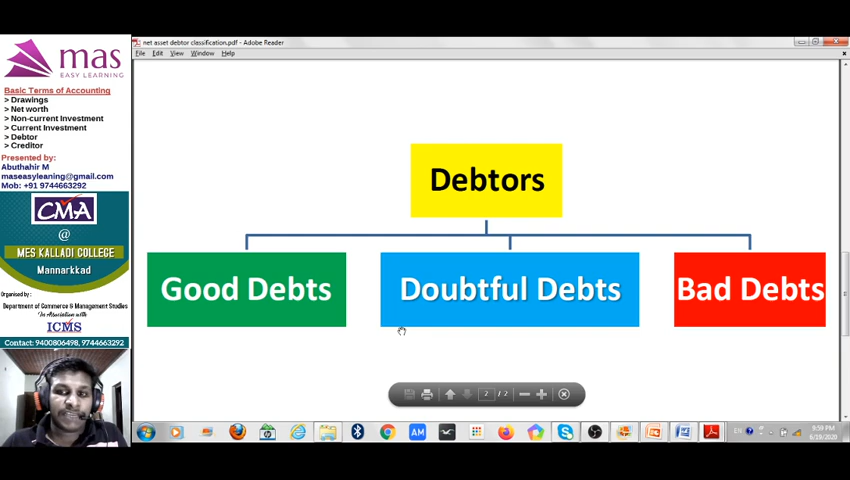 mas
EASY LEARNING
Basic Terms of Accounting
> Drawings
> Net worth
> Non-current Investment
> Current Investment
> Debtor
> Creditor
Presented by:
Abuthahir M
maseasyleaning@gmail.com
Mob: +91 9744663292
CMA
@
MES KALLADI COLLEGE
Mannarkkad
Organised by:
Department of Commerce & Management Studies
In Association with
ICMS
Contact: 9400806498, 9744663292
net asset debtor classification.pdf - Adobe Reader
File Edit View Window Help
Debtors
Good Debts
Doubtful Debts
Bad Debts
2 / 2
AM
EN
9:59 PM
6/19/2020